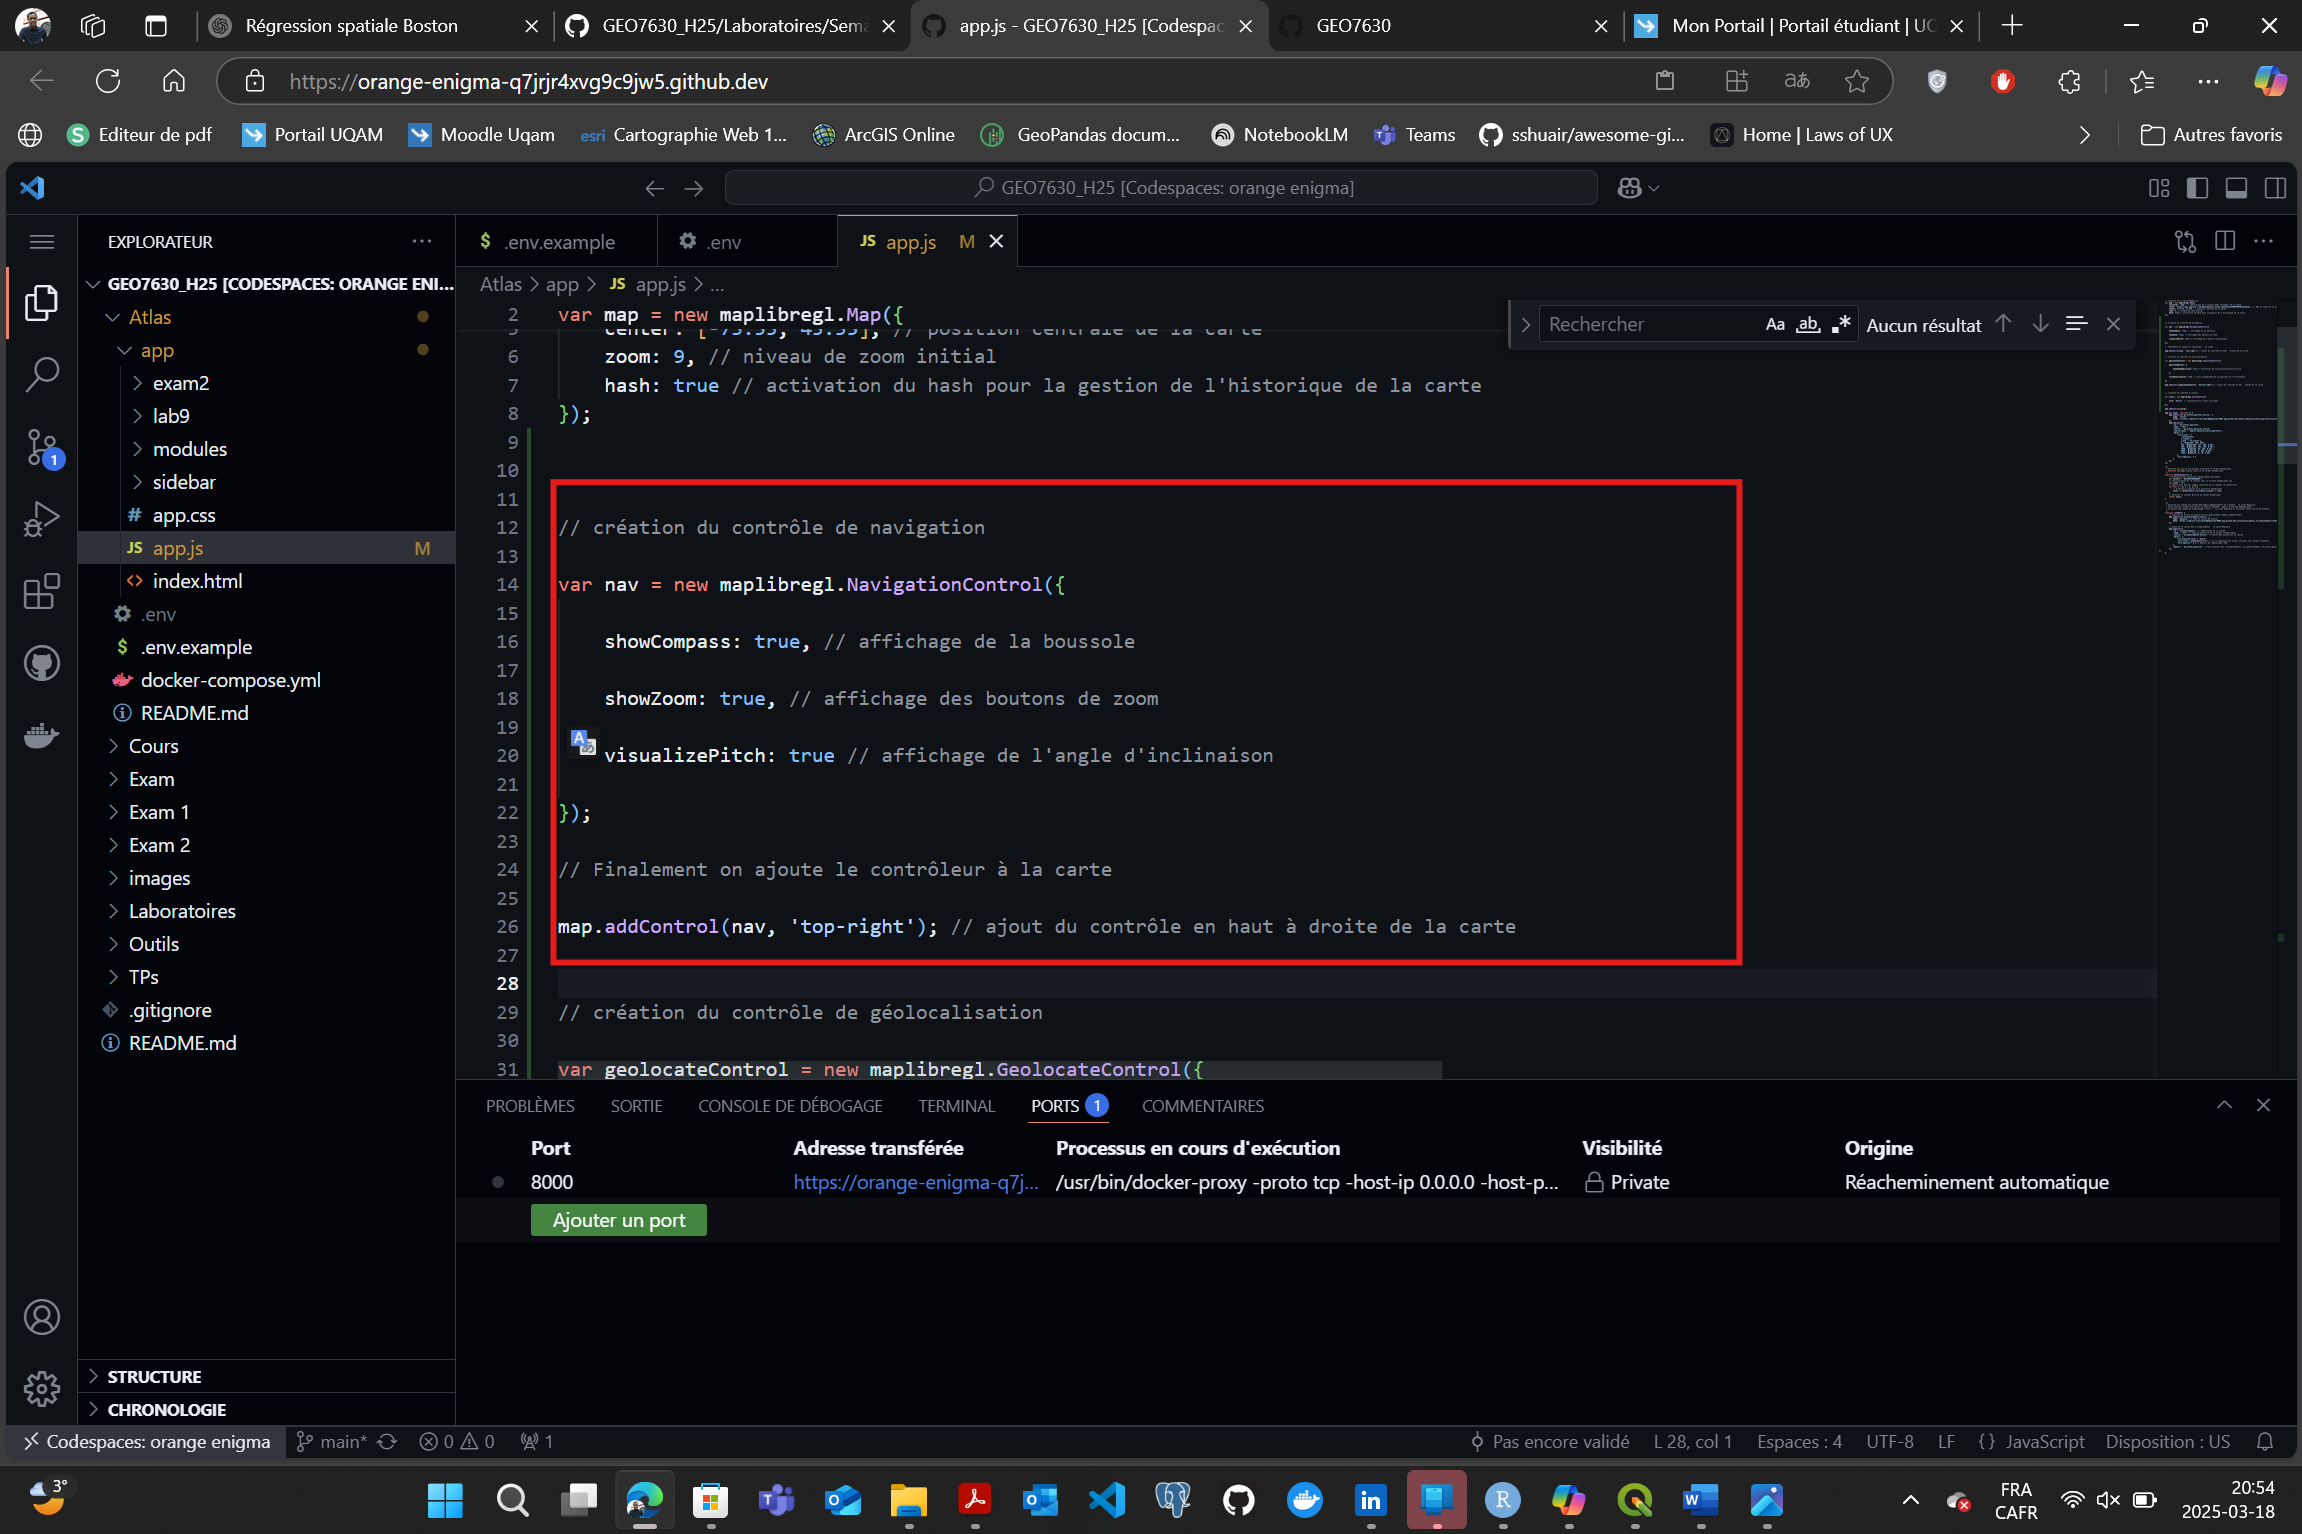 Régression spatiale Boston
GEO7630_H25/Laboratoires/Sema
app.js - GEO7630_H25 [Codespac
GEO7630
Mon Portail | Portail étudiant | UC
https://orange-enigma-q7jrjr4xvg9c9jw5.github.dev
Editeur de pdf
Portail UQAM
Moodle Uqam
esri Cartographie Web 1...
ArcGIS Online
GeoPandas docum...
NotebookLM
Teams
sshuair/awesome-gi...
Home | Laws of UX
Autres favoris
GEO7630_H25 [Codespaces: orange enigma]
EXPLORATEUR
GEO7630_H25 [CODESPACES: ORANGE ENI...
Atlas
app
exam2
lab9
modules
sidebar
# app.css
JS app.js M
<> index.html
.env
$ .env.example
docker-compose.yml
README.md
Cours
Exam
Exam 1
Exam 2
images
Laboratoires
Outils
TPs
.gitignore
README.md
STRUCTURE
CHRONOLOGIE
$ .env.example
.env
JS app.js M
Atlas > app > JS app.js > ...
Rechercher
Aa ab .*
Aucun résultat
2 var map = new maplibregl.Map({
6 zoom: 9, // niveau de zoom initial
7 hash: true // activation du hash pour la gestion de l'historique de la carte
8 });
9
10
11
12 // création du contrôle de navigation
13
14 var nav = new maplibregl.NavigationControl({
15
16 showCompass: true, // affichage de la boussole
17
18 showZoom: true, // affichage des boutons de zoom
19
20 visualizePitch: true // affichage de l'angle d'inclinaison
21
22 });
23
24 // Finalement on ajoute le contrôleur à la carte
25
26 map.addControl(nav, 'top-right'); // ajout du contrôle en haut à droite de la carte
27
28
29 // création du contrôle de géolocalisation
30
31 var geolocateControl = new maplibregl.GeolocateControl({
PROBLÈMES
SORTIE
CONSOLE DE DÉBOGAGE
TERMINAL
PORTS 1
COMMENTAIRES
Port
Adresse transférée
Processus en cours d'exécution
Visibilité
Origine
8000
https://orange-enigma-q7j...
/usr/bin/docker-proxy -proto tcp -host-ip 0.0.0.0 -host-p...
Private
Réacheminement automatique
Ajouter un port
1
Codespaces: orange enigma
main*
0 0
1
Pas encore validé
L 28, col 1
Espaces : 4
UTF-8
LF
{} JavaScript
Disposition : US
3°
FRA
CAFR
20:54
2025-03-18